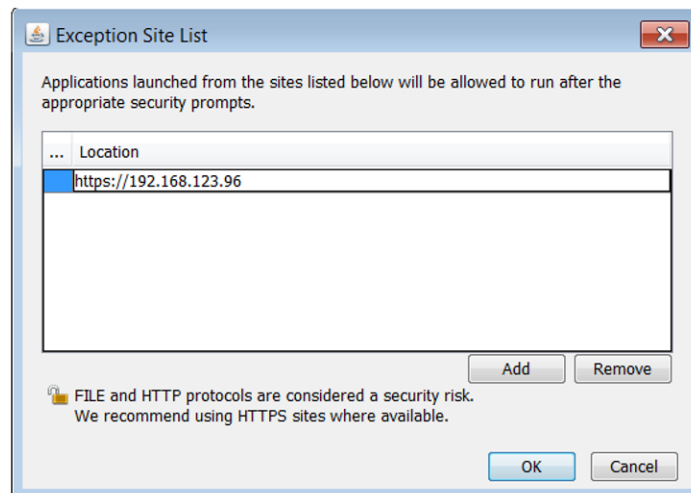 Exception Site List
Applications launched from the sites listed below will be allowed to run after the
appropriate security prompts.
... Location
https://192.168.123.96
Add Remove
FILE and HTTP protocols are considered a security risk.
We recommend using HTTPS sites where available.
OK Cancel